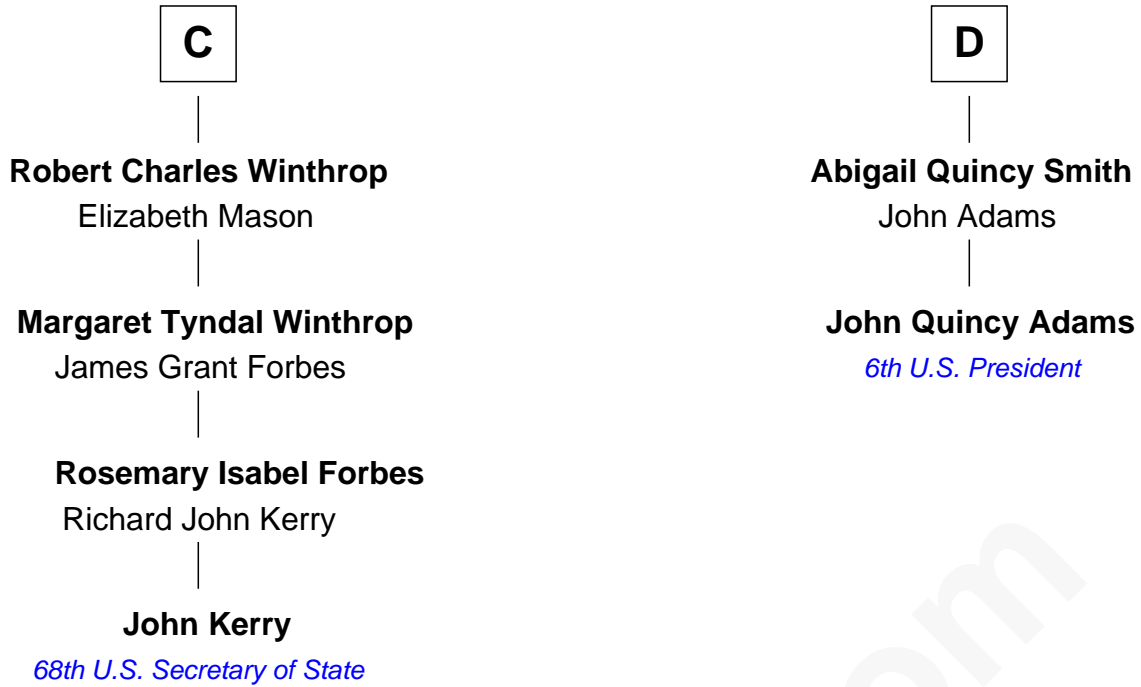 C
Robert Charles Winthrop
Elizabeth Mason
Margaret Tyndal Winthrop
James Grant Forbes
Rosemary Isabel Forbes
Richard John Kerry
John Kerry
68th U.S. Secretary of State
D
Abigail Quincy Smith
John Adams
John Quincy Adams
6th U.S. President
om